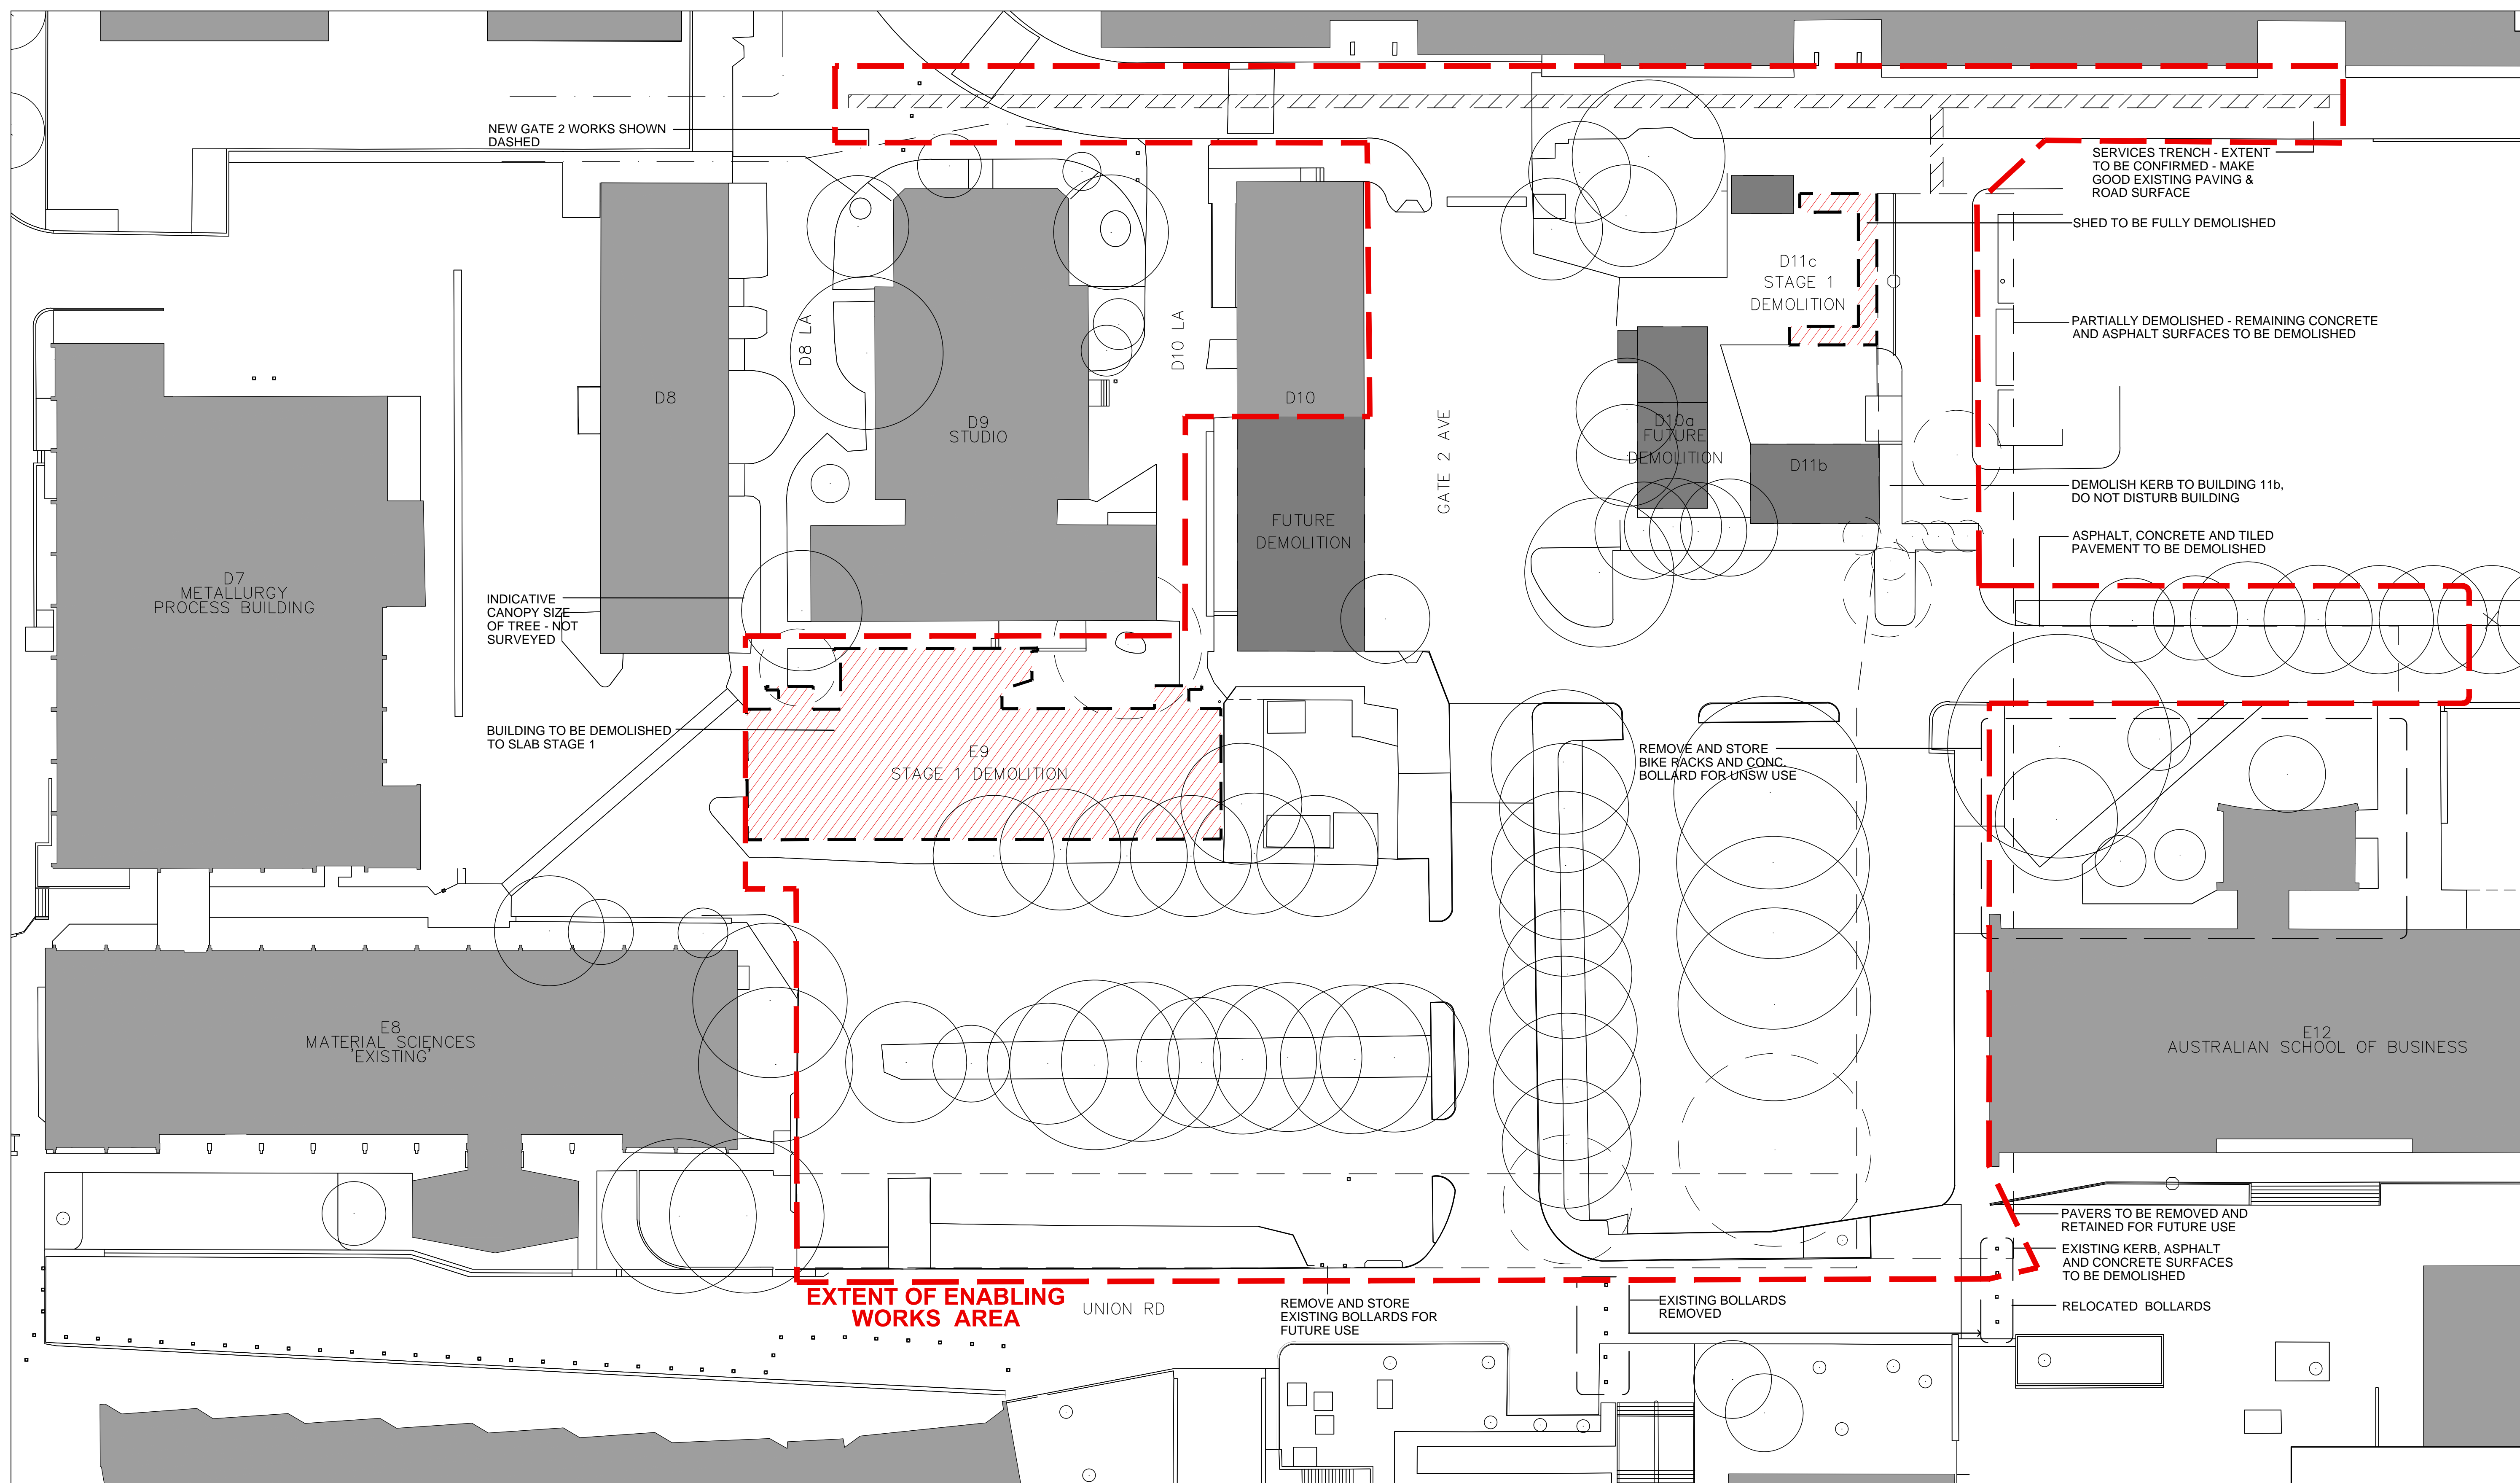 NEW GATE 2 WORKS SHOWN
DASHED
SERVICES TRENCH - EXTENT
TO BE CONFIRMED - MAKE
GOOD EXISTING PAVING &
ROAD SURFACE
SHED TO BE FULLY DEMOLISHED
D11c
STAGE 1
DEMOLITION
PARTIALLY DEMOLISHED - REMAINING CONCRETE
AND ASPHALT SURFACES TO BE DEMOLISHED
D8 LA
D10 LA
D8
D9
STUDIO
D10
GATE 2 AVE
D10a
FUTURE
DEMOLITION
D11b
DEMOLISH KERB TO BUILDING 11b,
DO NOT DISTURB BUILDING
FUTURE
DEMOLITION
ASPHALT, CONCRETE AND TILED
PAVEMENT TO BE DEMOLISHED
D7
METALLURGY
PROCESS BUILDING
INDICATIVE
CANOPY SIZE
OF TREE - NOT
SURVEYED
BUILDING TO BE DEMOLISHED
TO SLAB STAGE 1
E9
STAGE 1 DEMOLITION
REMOVE AND STORE
BIKE RACKS AND CONC.
BOLLARD FOR UNSW USE
E8
MATERIAL SCIENCES
'EXISTING'
E12
AUSTRALIAN SCHOOL OF BUSINESS
PAVERS TO BE REMOVED AND
RETAINED FOR FUTURE USE
EXISTING KERB, ASPHALT
AND CONCRETE SURFACES
TO BE DEMOLISHED
RELOCATED BOLLARDS
EXTENT OF ENABLING
WORKS AREA
UNION RD
REMOVE AND STORE
EXISTING BOLLARDS FOR
FUTURE USE
EXISTING BOLLARDS
REMOVED